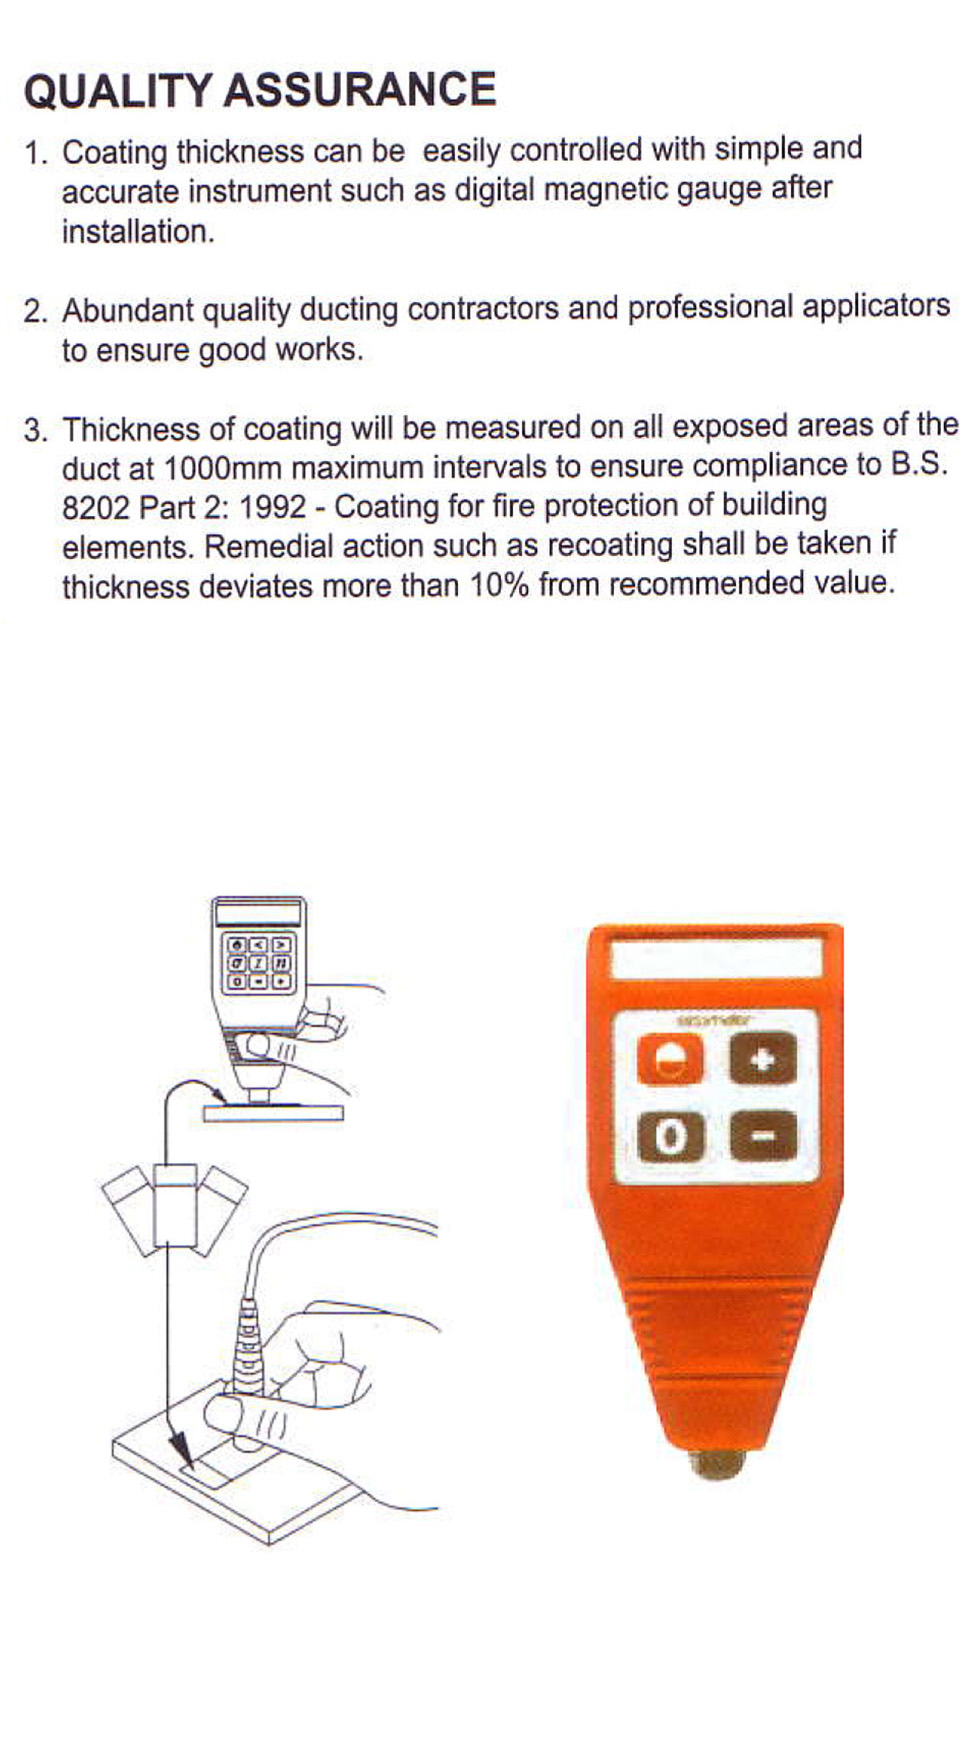 QUALITY ASSURANCE
1. Coating thickness can be easily controlled with simple and
accurate instrument such as digital magnetic gauge after
installation.
2. Abundant quality ducting contractors and professional applicators
to ensure good works.
3. Thickness of coating will be measured on all exposed areas of the
duct at 1000mm maximum intervals to ensure compliance to B.S.
8202 Part 2: 1992 - Coating for fire protection of building
elements. Remedial action such as recoating shall be taken if
thickness deviates more than 10% from recommended value.
< >
σ
0 - +
+
0 -